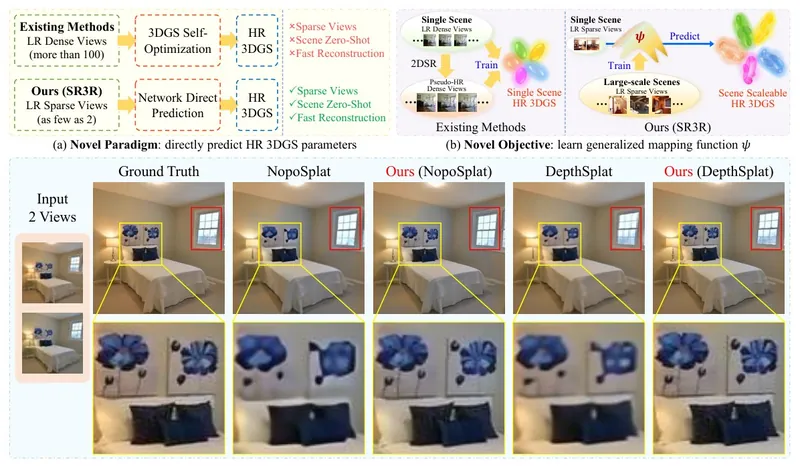 Existing Methods
LR Dense Views
(more than 100)
3DGS Self-
Optimization
HR
3DGS
×Sparse Views
×Scene Zero-Shot
×Fast Reconstruction
Ours (SR3R)
LR Sparse Views
(as few as 2)
Network Direct
Prediction
HR
3DGS
✓Sparse Views
✓Scene Zero-Shot
✓Fast Reconstruction
(a) Novel Paradigm: directly predict HR 3DGS parameters
Single Scene
LR Dense Views
2DSR
Pseudo-HR
Dense Views
Train
Single Scene
HR 3DGS
Existing Methods
Single Scene
LR Sparse Views
ψ
Predict
Train
Large-scale Scenes
LR Sparse Views
Scene Scaleable
HR 3DGS
Ours (SR3R)
(b) Novel Objective: learn generalized mapping function ψ
Input
2 Views
Ground Truth
NopoSplat
Ours (NopoSplat)
DepthSplat
Ours (DepthSplat)